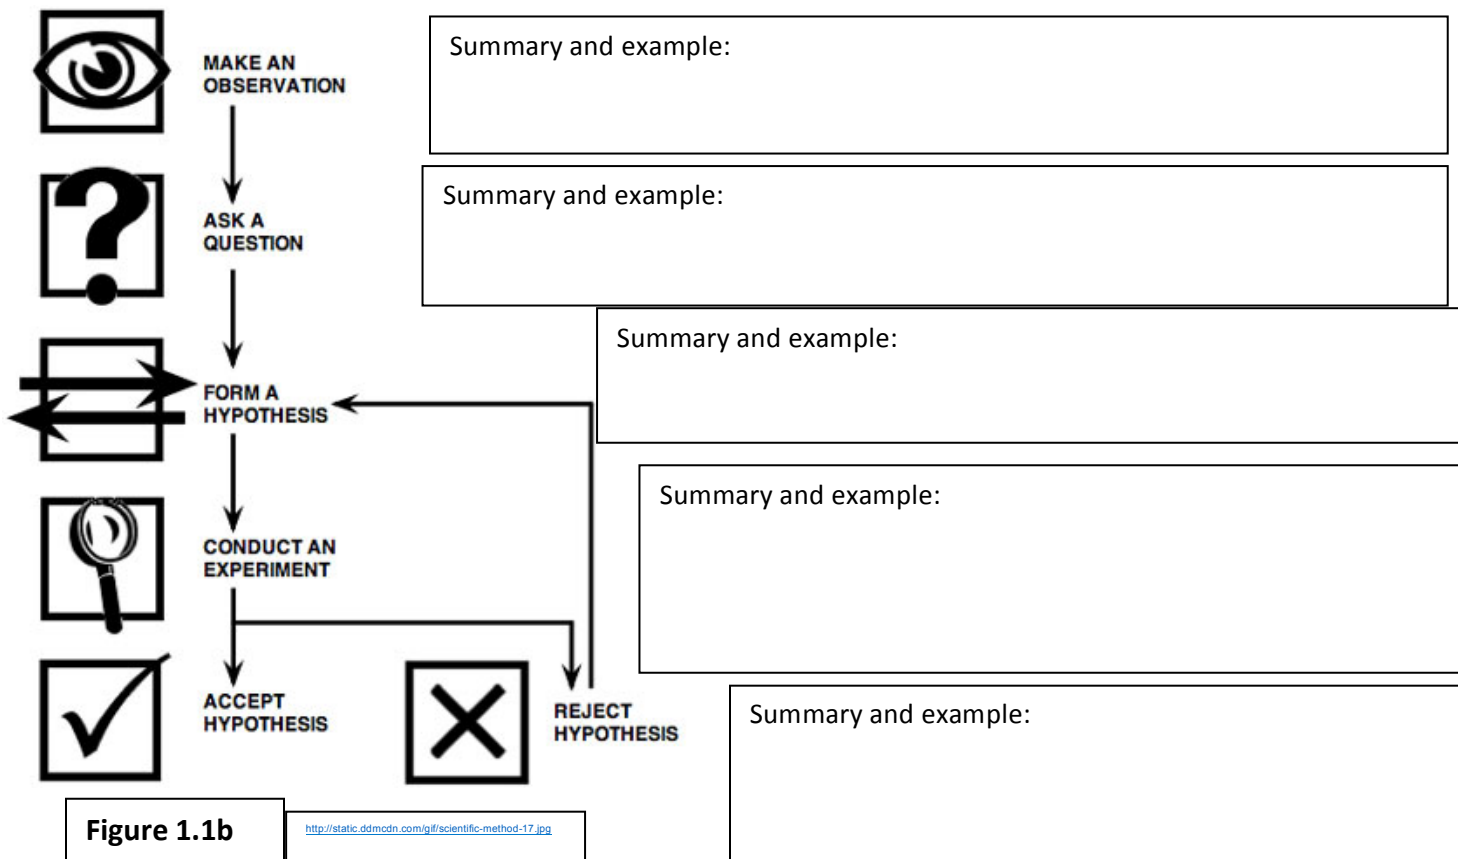 MAKE AN
OBSERVATION
Summary and example:
ASK A
QUESTION
Summary and example:
FORM A
HYPOTHESIS
Summary and example:
CONDUCT AN
EXPERIMENT
Summary and example:
ACCEPT
HYPOTHESIS
REJECT
HYPOTHESIS
Summary and example:
Figure 1.1b
http://static.ddmcdn.com/gif/scientific-method-17.jpg